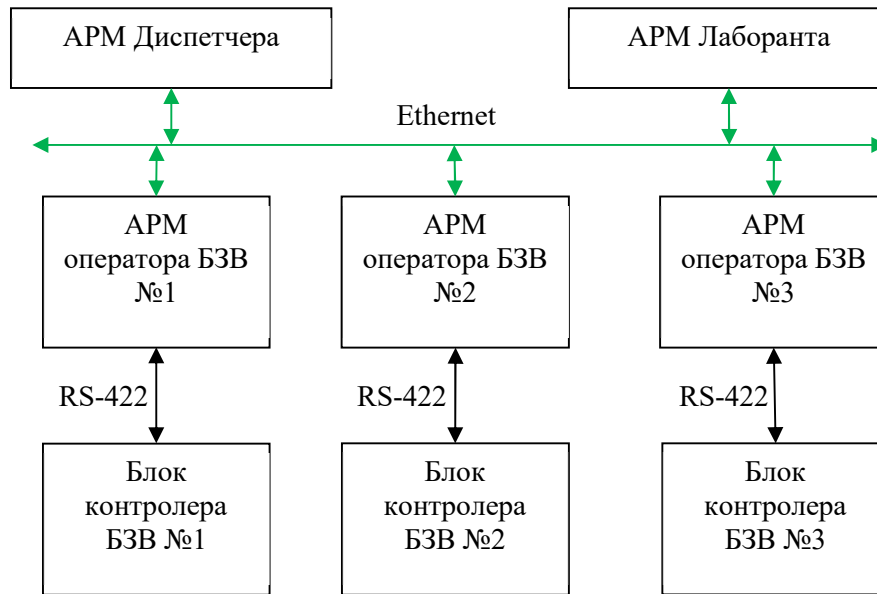 АРМ Диспетчера
АРМ Лаборанта
Ethernet
АРМ
оператора БЗВ
№1
АРМ
оператора БЗВ
№2
АРМ
оператора БЗВ
№3
RS-422
RS-422
RS-422
Блок
контролера
БЗВ №1
Блок
контролера
БЗВ №2
Блок
контролера
БЗВ №3